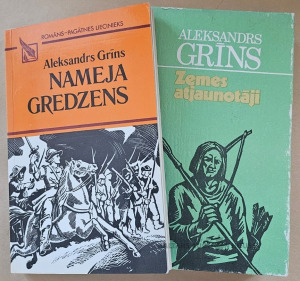 ROMĀNS–PAGĀTNES LIECINIEKS
Aleksandrs Grīns
NAMEJA
GREDZENS
ALEKSANDRS
GRĪNS
Zemes
atjaunotāji